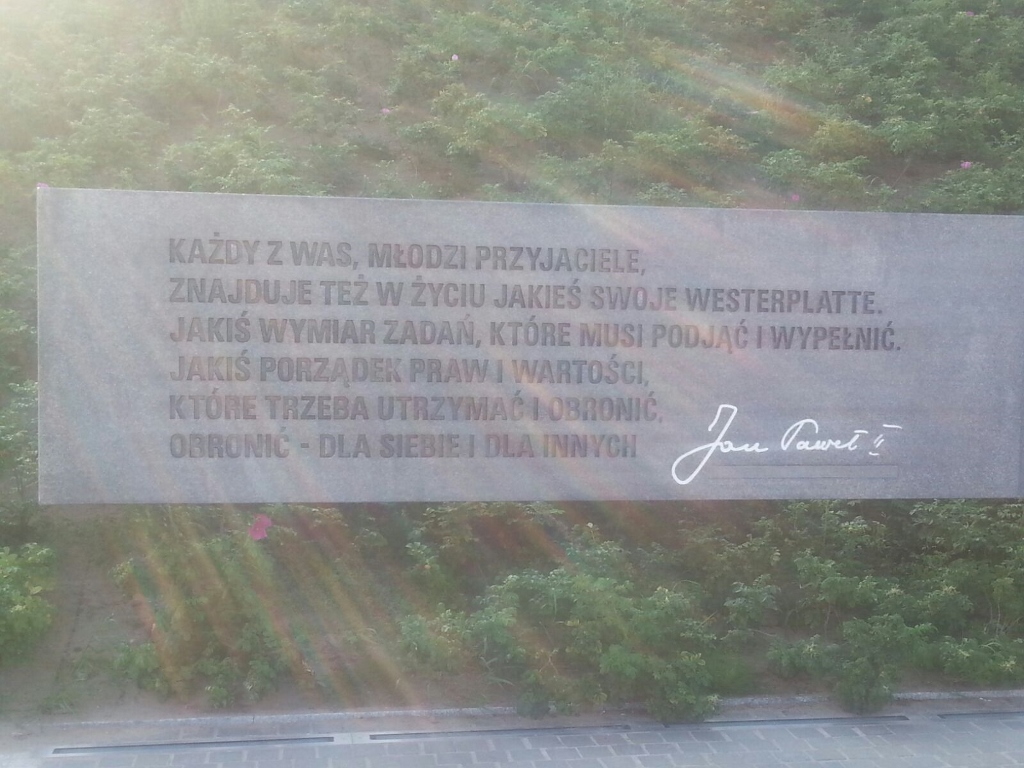 KAŻDY Z WAS, MŁODZI PRZYJACIELE,
ZNAJDUJE TEŻ W ŻYCIU JAKIEŚ SWOJE WESTERPLATTE.
JAKIŚ WYMIAR ZADAŃ, KTÓRE MUSI PODJĄĆ I WYPEŁNIĆ.
JAKIŚ PORZĄDEK PRAW I WARTOŚCI,
KTÓRE TRZEBA UTRZYMAĆ I OBRONIĆ,
OBRONIĆ - DLA SIEBIE I DLA INNYCH
Jan Paweł II